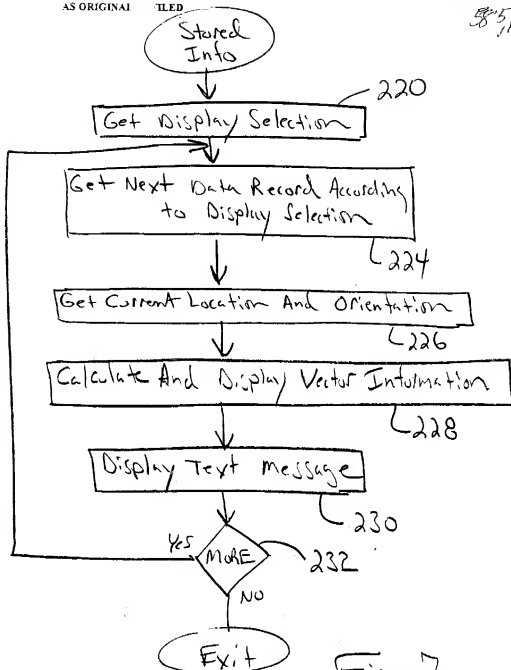 AS ORIGINAL
Stored
Info
220
Get Display Selection
Get Next Data Record According
to Display Selection
224
Get Current Location And Orientation
226
Calculate And Display Vector Information
228
Display Text Message
230
Yes
MORE
232
NO
Exit
Fig 7